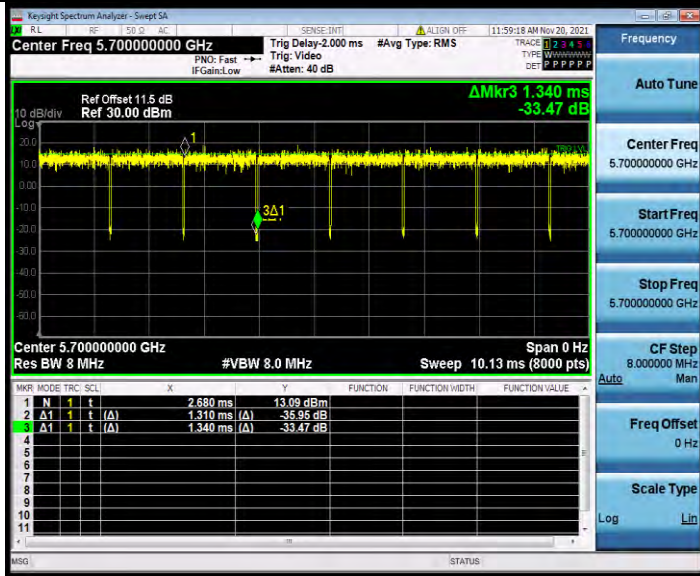 Keysight Spectrum Analyzer - Swept SA
RL RF 50 Ω AC SENSE:INT ALIGN OFF 11:59:18 AM Nov 20, 2021
Center Freq 5.700000000 GHz Trig Delay-2.000 ms #Avg Type: RMS TRACE 1 2 3 4 5 6
PNO: Fast Trig: Video TYPE WWWWWW
IFGain:Low #Atten: 40 dB DET P P P P P P
Frequency
Auto Tune
ΔMkr3 1.340 ms
-33.47 dB
Ref Offset 11.5 dB
10 dB/div Ref 30.00 dBm
Log
1
20.0
10.0
0.00
-10.0
3Δ1
-20.0
-30.0
-40.0
-50.0
-60.0
Center 5.700000000 GHz Span 0 Hz
Res BW 8 MHz #VBW 8.0 MHz Sweep 10.13 ms (8000 pts)
MKR MODE TRC SCL X Y FUNCTION FUNCTION WIDTH FUNCTION VALUE
1 N 1 t 2.680 ms 13.09 dBm
2 Δ1 1 t (Δ) 1.310 ms (Δ) -35.95 dB
3 Δ1 1 t (Δ) 1.340 ms (Δ) -33.47 dB
4
5
6
7
8
9
10
11
Center Freq
5.700000000 GHz
Start Freq
5.700000000 GHz
Stop Freq
5.700000000 GHz
CF Step
8.000000 MHz
Auto Man
Freq Offset
0 Hz
Scale Type
Log Lin
MSG STATUS